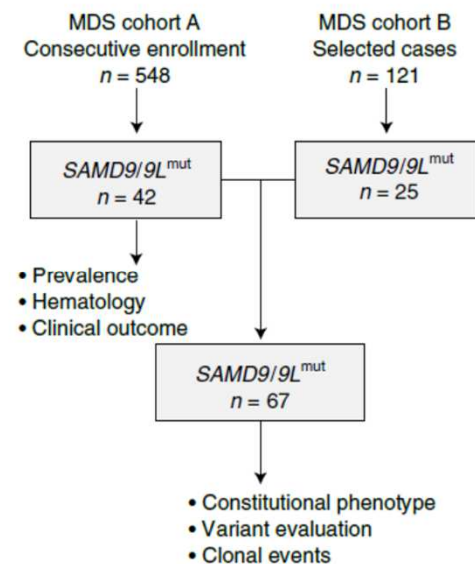 MDS cohort A
Consecutive enrollment
n = 548
MDS cohort B
Selected cases
n = 121
SAMD9/9L^mut
n = 42
SAMD9/9L^mut
n = 25
• Prevalence
• Hematology
• Clinical outcome
SAMD9/9L^mut
n = 67
• Constitutional phenotype
• Variant evaluation
• Clonal events